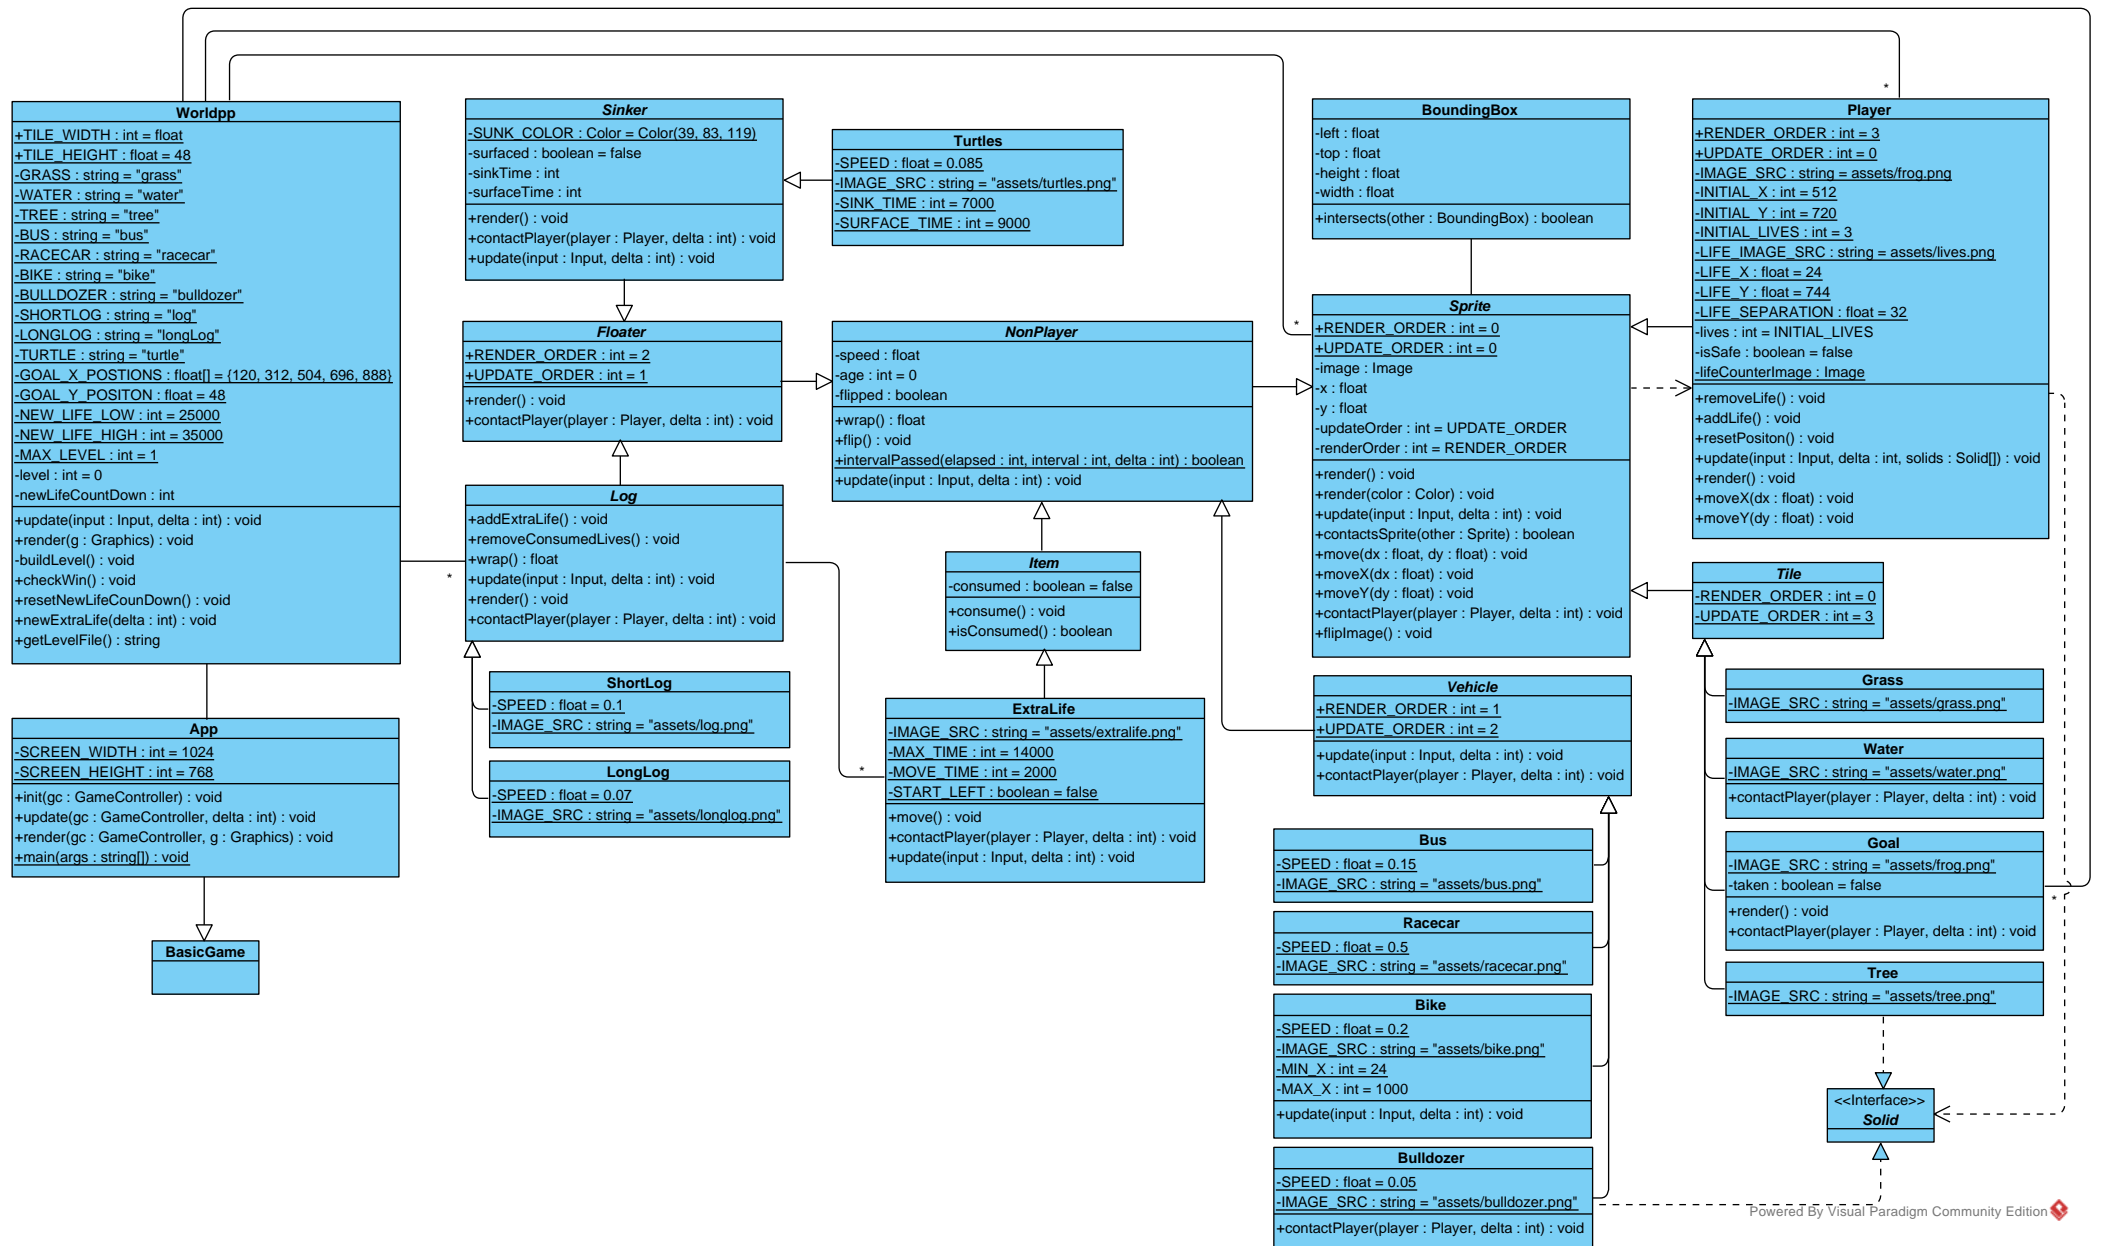 Worldpp
+TILE_WIDTH : int = float
+TILE_HEIGHT : float = 48
-GRASS : string = "grass"
-WATER : string = "water"
-TREE : string = "tree"
-BUS : string = "bus"
-RACECAR : string = "racecar"
-BIKE : string = "bike"
-BULLDOZER : string = "bulldozer"
-SHORTLOG : string = "log"
-LONGLOG : string = "longLog"
-TURTLE : string = "turtle"
-GOAL_X_POSTIONS : float[] = {120, 312, 504, 696, 888}
-GOAL_Y_POSITON : float = 48
-NEW_LIFE_LOW : int = 25000
-NEW_LIFE_HIGH : int = 35000
-MAX_LEVEL : int = 1
-level : int = 0
-newLifeCountDown : int
+update(input : Input, delta : int) : void
+render(g : Graphics) : void
-buildLevel() : void
+checkWin() : void
+resetNewLifeCounDown() : void
+newExtraLife(delta : int) : void
+getLevelFile() : string
App
-SCREEN_WIDTH : int = 1024
-SCREEN_HEIGHT : int = 768
+init(gc : GameController) : void
+update(gc : GameController, delta : int) : void
+render(gc : GameController, g : Graphics) : void
+main(args : string[]) : void
BasicGame
Sinker
-SUNK_COLOR : Color = Color(39, 83, 119)
-surfaced : boolean = false
-sinkTime : int
-surfaceTime : int
+render() : void
+contactPlayer(player : Player, delta : int) : void
+update(input : Input, delta : int) : void
Turtles
-SPEED : float = 0.085
-IMAGE_SRC : string = "assets/turtles.png"
-SINK_TIME : int = 7000
-SURFACE_TIME : int = 9000
Floater
+RENDER_ORDER : int = 2
+UPDATE_ORDER : int = 1
+render() : void
+contactPlayer(player : Player, delta : int) : void
Log
+addExtraLife() : void
+removeConsumedLives() : void
+wrap() : float
+update(input : Input, delta : int) : void
+render() : void
+contactPlayer(player : Player, delta : int) : void
*
ShortLog
-SPEED : float = 0.1
-IMAGE_SRC : string = "assets/log.png"
LongLog
-SPEED : float = 0.07
-IMAGE_SRC : string = "assets/longlog.png"
NonPlayer
-speed : float
-age : int = 0
-flipped : boolean
+wrap() : float
+flip() : void
+intervalPassed(elapsed : int, interval : int, delta : int) : boolean
+update(input : Input, delta : int) : void
Item
-consumed : boolean = false
+consume() : void
+isConsumed() : boolean
ExtraLife
-IMAGE_SRC : string = "assets/extralife.png"
-MAX_TIME : int = 14000
-MOVE_TIME : int = 2000
-START_LEFT : boolean = false
+move() : void
+contactPlayer(player : Player, delta : int) : void
+update(input : Input, delta : int) : void
*
BoundingBox
-left : float
-top : float
-height : float
-width : float
+intersects(other : BoundingBox) : boolean
*
Sprite
+RENDER_ORDER : int = 0
+UPDATE_ORDER : int = 0
-image : Image
-x : float
-y : float
-updateOrder : int = UPDATE_ORDER
-renderOrder : int = RENDER_ORDER
+render() : void
+render(color : Color) : void
+update(input : Input, delta : int) : void
+contactsSprite(other : Sprite) : boolean
+move(dx : float, dy : float) : void
+moveX(dx : float) : void
+moveY(dy : float) : void
+contactPlayer(player : Player, delta : int) : void
+flipImage() : void
Vehicle
+RENDER_ORDER : int = 1
+UPDATE_ORDER : int = 2
+update(input : Input, delta : int) : void
+contactPlayer(player : Player, delta : int) : void
Bus
-SPEED : float = 0.15
-IMAGE_SRC : string = "assets/bus.png"
Racecar
-SPEED : float = 0.5
-IMAGE_SRC : string = "assets/racecar.png"
Bike
-SPEED : float = 0.2
-IMAGE_SRC : string = "assets/bike.png"
-MIN_X : int = 24
-MAX_X : int = 1000
+update(input : Input, delta : int) : void
Bulldozer
-SPEED : float = 0.05
-IMAGE_SRC : string = "assets/bulldozer.png"
+contactPlayer(player : Player, delta : int) : void
*
Player
+RENDER_ORDER : int = 3
+UPDATE_ORDER : int = 0
-IMAGE_SRC : string = assets/frog.png
-INITIAL_X : int = 512
-INITIAL_Y : int = 720
-INITIAL_LIVES : int = 3
-LIFE_IMAGE_SRC : string = assets/lives.png
-LIFE_X : float = 24
-LIFE_Y : float = 744
-LIFE_SEPARATION : float = 32
-lives : int = INITIAL_LIVES
-isSafe : boolean = false
-lifeCounterImage : Image
+removeLife() : void
+addLife() : void
+resetPositon() : void
+update(input : Input, delta : int, solids : Solid[]) : void
+render() : void
+moveX(dx : float) : void
+moveY(dy : float) : void
Tile
-RENDER_ORDER : int = 0
-UPDATE_ORDER : int = 3
Grass
-IMAGE_SRC : string = "assets/grass.png"
Water
-IMAGE_SRC : string = "assets/water.png"
+contactPlayer(player : Player, delta : int) : void
Goal
-IMAGE_SRC : string = "assets/frog.png"
-taken : boolean = false
+render() : void
+contactPlayer(player : Player, delta : int) : void
*
Tree
-IMAGE_SRC : string = "assets/tree.png"
<<Interface>>
Solid
Powered By Visual Paradigm Community Edition